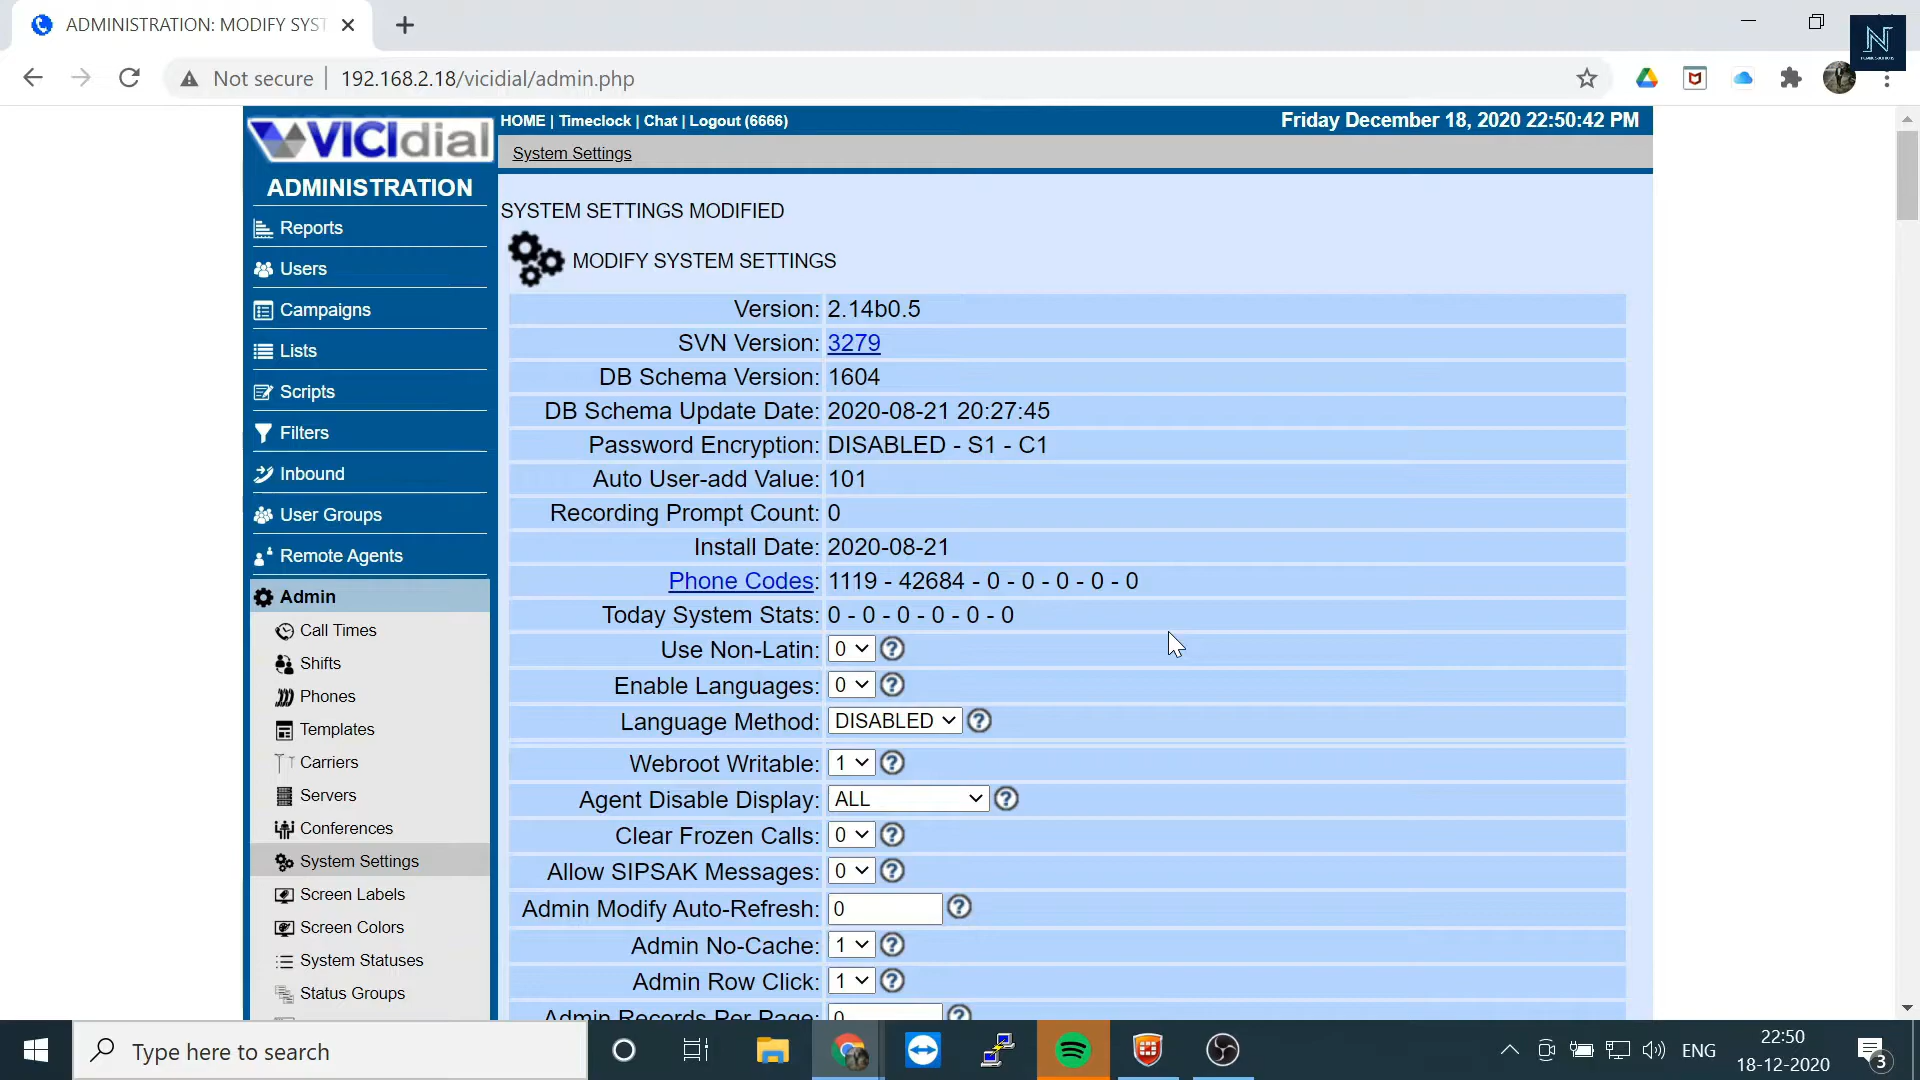 ADMINISTRATION: MODIFY SYST
Not secure
192.168.2.18/vicidial/admin.php
N
VICIdial
HOME | Timeclock | Chat | Logout (6666)
Friday December 18, 2020 22:50:42 PM
System Settings
ADMINISTRATION
Reports
Users
Campaigns
Lists
Scripts
Filters
Inbound
User Groups
Remote Agents
Admin
Call Times
Shifts
Phones
Templates
Carriers
Servers
Conferences
System Settings
Screen Labels
Screen Colors
System Statuses
Status Groups
SYSTEM SETTINGS MODIFIED
MODIFY SYSTEM SETTINGS
Version: 2.14b0.5
SVN Version: 3279
DB Schema Version: 1604
DB Schema Update Date: 2020-08-21 20:27:45
Password Encryption: DISABLED - S1 - C1
Auto User-add Value: 101
Recording Prompt Count: 0
Install Date: 2020-08-21
Phone Codes: 1119 - 42684 - 0 - 0 - 0 - 0 - 0
Today System Stats: 0 - 0 - 0 - 0 - 0 - 0
Use Non-Latin: 0
Enable Languages: 0
Language Method: DISABLED
Webroot Writable: 1
Agent Disable Display: ALL
Clear Frozen Calls: 0
Allow SIPSAK Messages: 0
Admin Modify Auto-Refresh: 0
Admin No-Cache: 1
Admin Row Click: 1
Admin Records Per Page: 0
Type here to search
ENG
22:50
18-12-2020
3